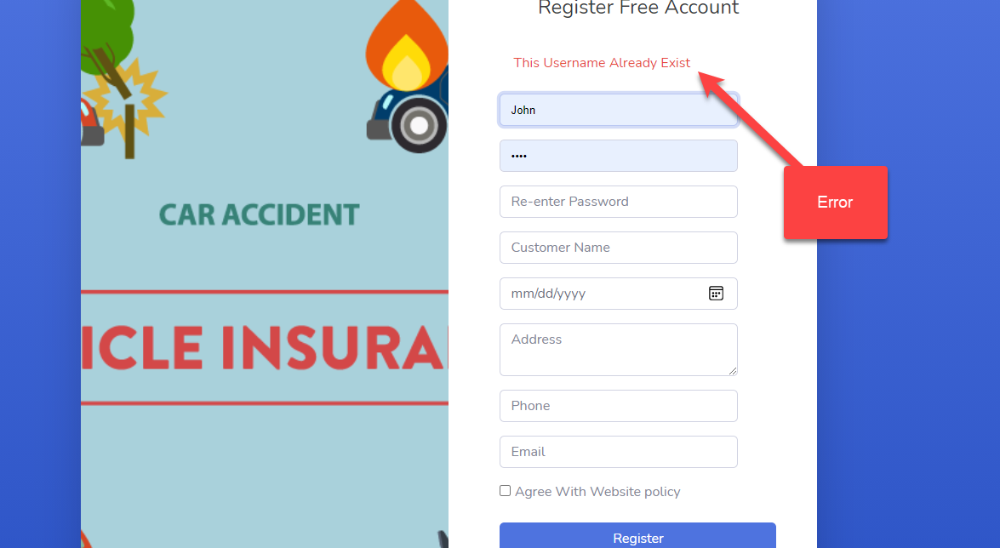 Register Free Account
This Username Already Exist
John
••••
Error
Re-enter Password
CAR ACCIDENT
Customer Name
mm/dd/yyyy
Address
ICLE INSURA
Phone
Email
Agree With Website policy
Register